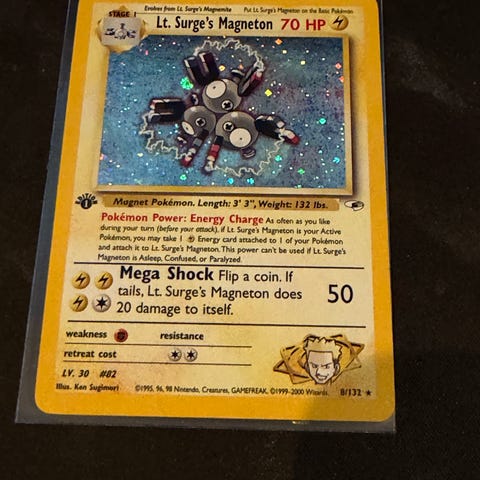 STAGE 1
Evolves from Lt. Surge's Magnemite
Put Lt. Surge's Magneton on the Basic Pokémon
Lt. Surge's Magneton 70 HP
EDITION
1
Magnet Pokémon. Length: 3' 3", Weight: 132 lbs.
Pokémon Power: Energy Charge As often as you like
during your turn (before your attack), if Lt. Surge's Magneton is your Active
Pokémon, you may take 1 Energy card attached to 1 of your Pokémon
and attach it to Lt. Surge's Magneton. This power can't be used if Lt. Surge's
Magneton is Asleep, Confused, or Paralyzed.
Mega Shock Flip a coin. If
tails, Lt. Surge's Magneton does
20 damage to itself.
50
weakness resistance
retreat cost
LV. 30 #82
Illus. Ken Sugimori
©1995, 96, 98 Nintendo, Creatures, GAMEFREAK. ©1999-2000 Wizards.
8/132 ★